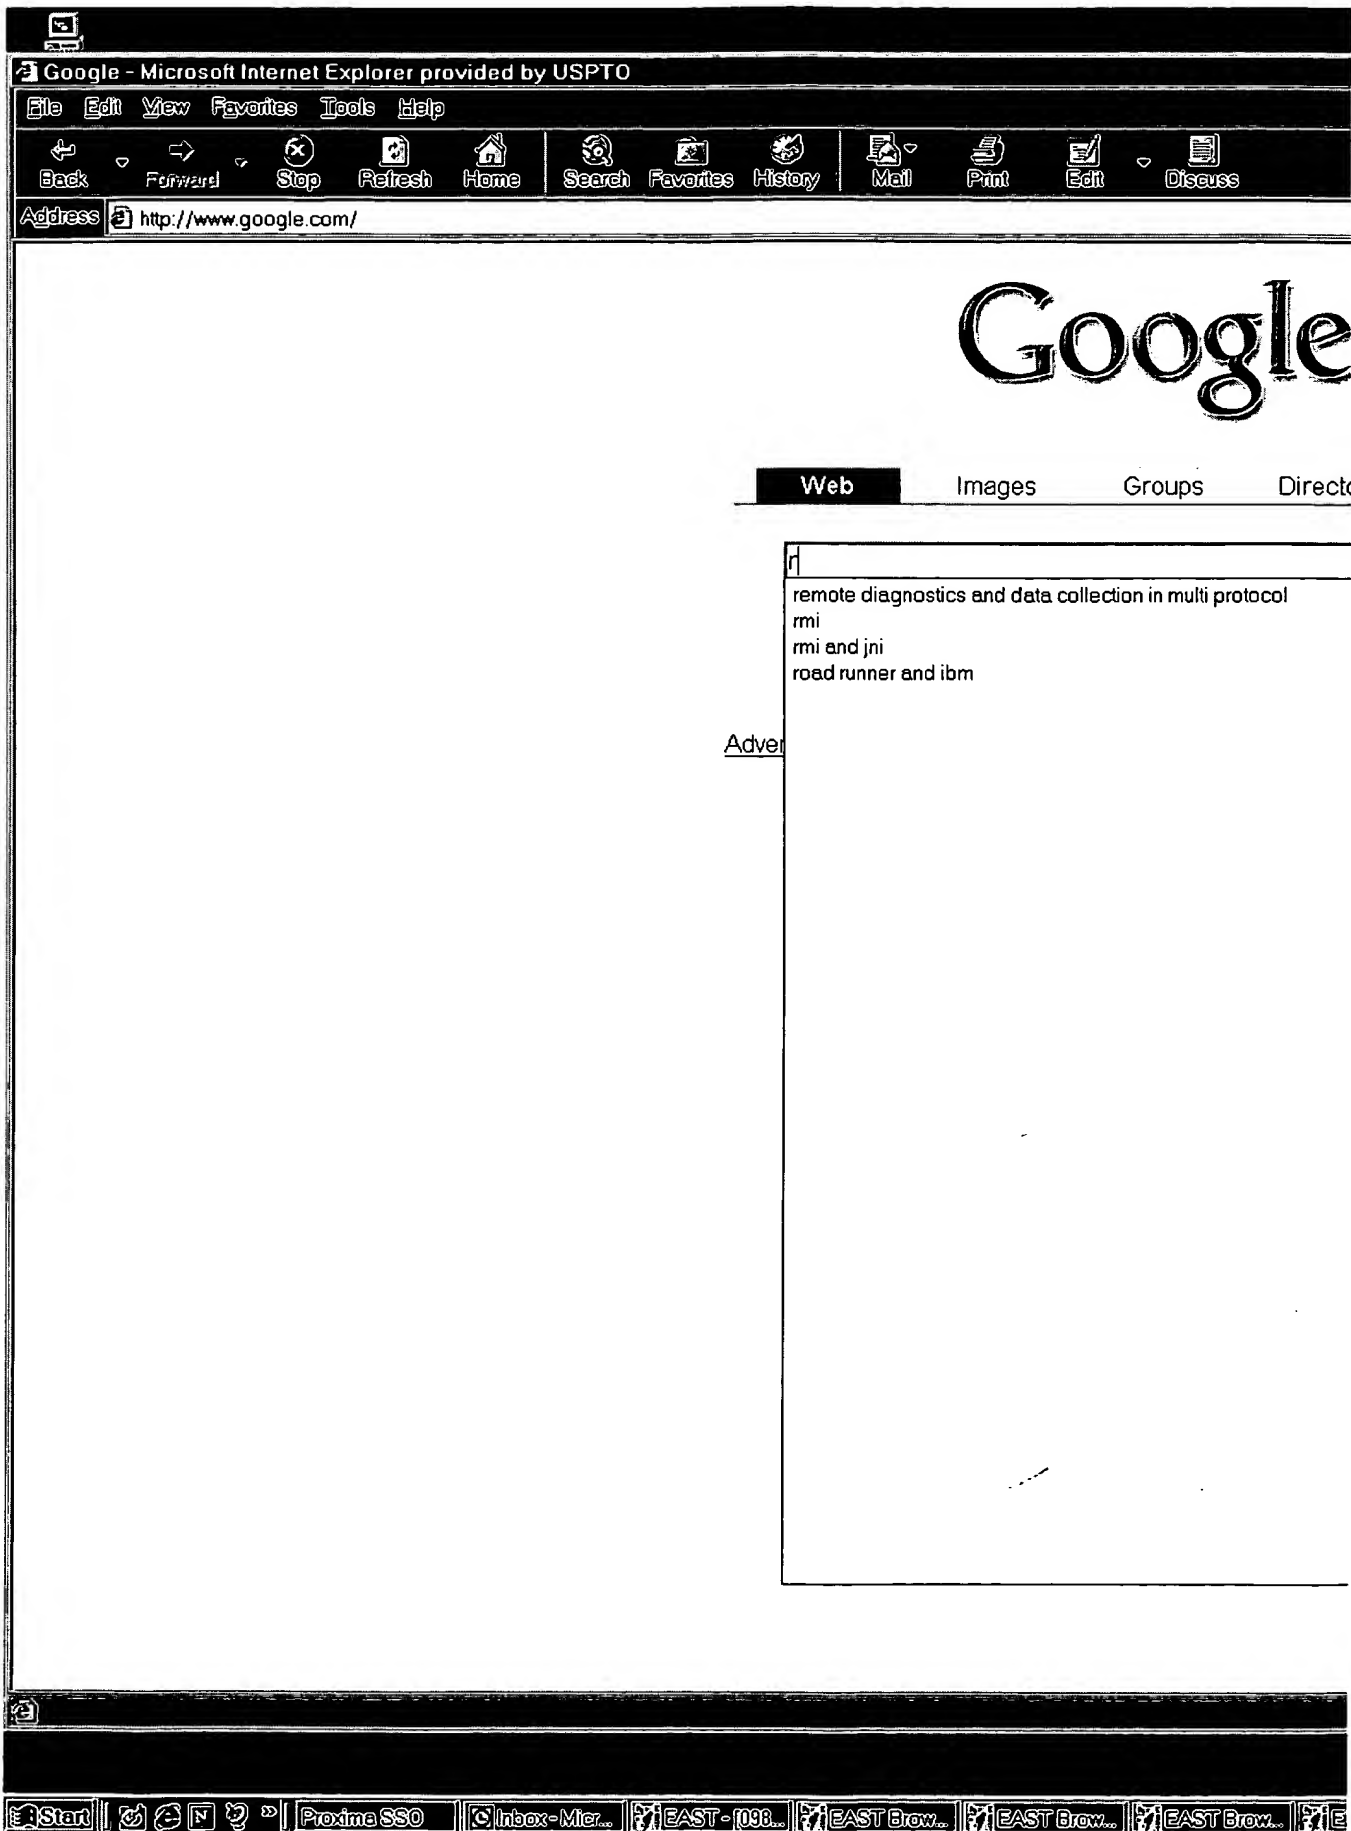 Google - Microsoft Internet Explorer provided by USPTO
File Edit View Favorites Tools Help
Back Forward Stop Refresh Home Search Favorites History Mail Print Edit Discuss
Address http://www.google.com/
Google
Web Images Groups Directo
r
remote diagnostics and data collection in multi protocol
rmi
rmi and jni
road runner and ibm
Adver
Start » Proxima SSO Inbox - Micr... EAST - [098... EAST Brow... EAST Brow... EAST Brow... E